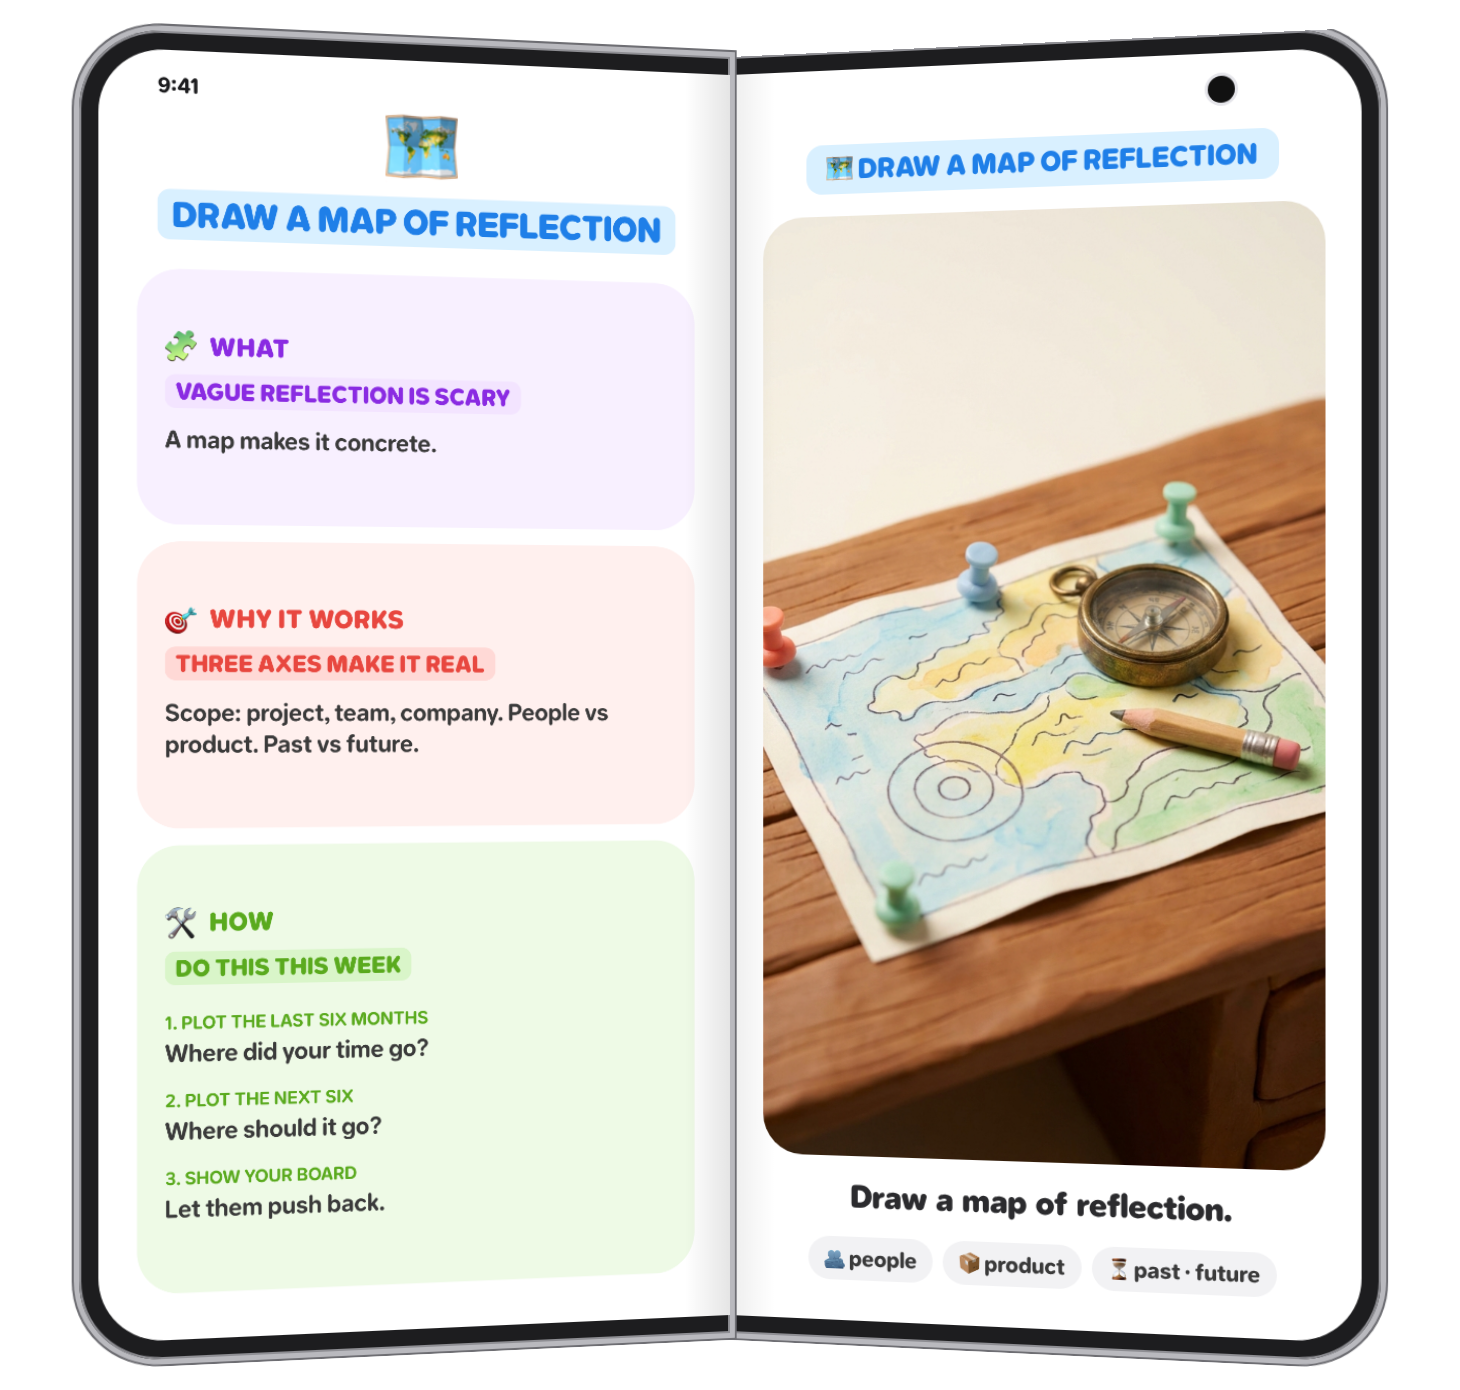 9:41
DRAW A MAP OF REFLECTION
WHAT
VAGUE REFLECTION IS SCARY
A map makes it concrete.
WHY IT WORKS
THREE AXES MAKE IT REAL
Scope: project, team, company. People vs
product. Past vs future.
HOW
DO THIS THIS WEEK
1. PLOT THE LAST SIX MONTHS
Where did your time go?
2. PLOT THE NEXT SIX
Where should it go?
3. SHOW YOUR BOARD
Let them push back.
DRAW A MAP OF REFLECTION
Draw a map of reflection.
people
product
past · future